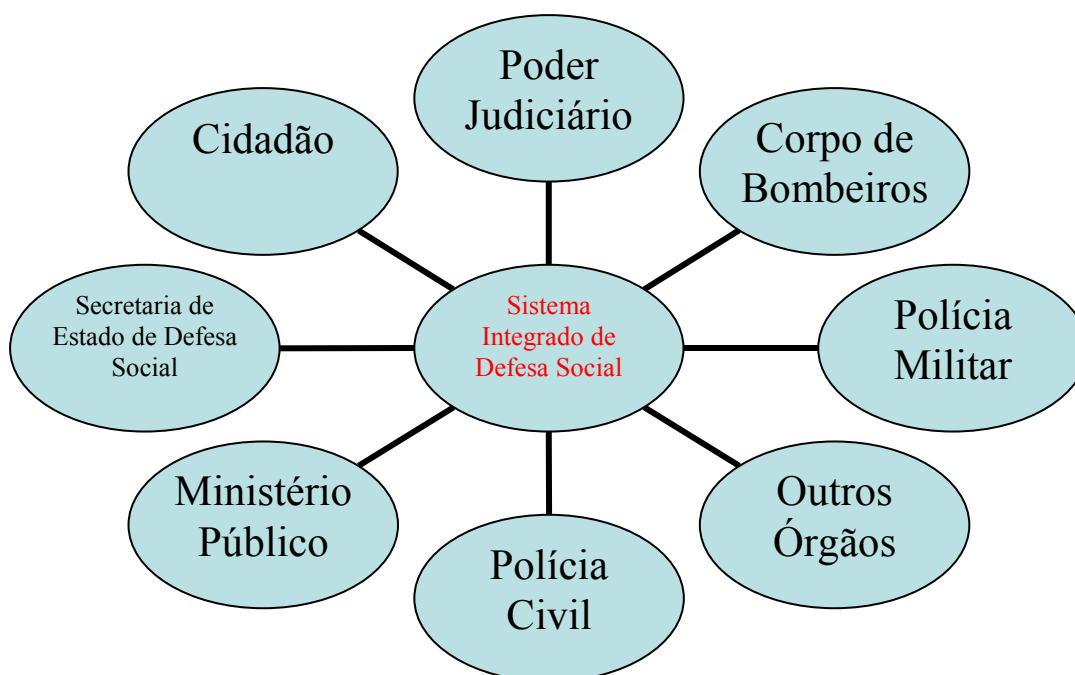 Poder
Judiciário
Cidadão
Corpo de
Bombeiros
Secretaria de
Estado de Defesa
Social
Sistema
Integrado de
Defesa Social
Polícia
Militar
Ministério
Público
Outros
Órgãos
Polícia
Civil